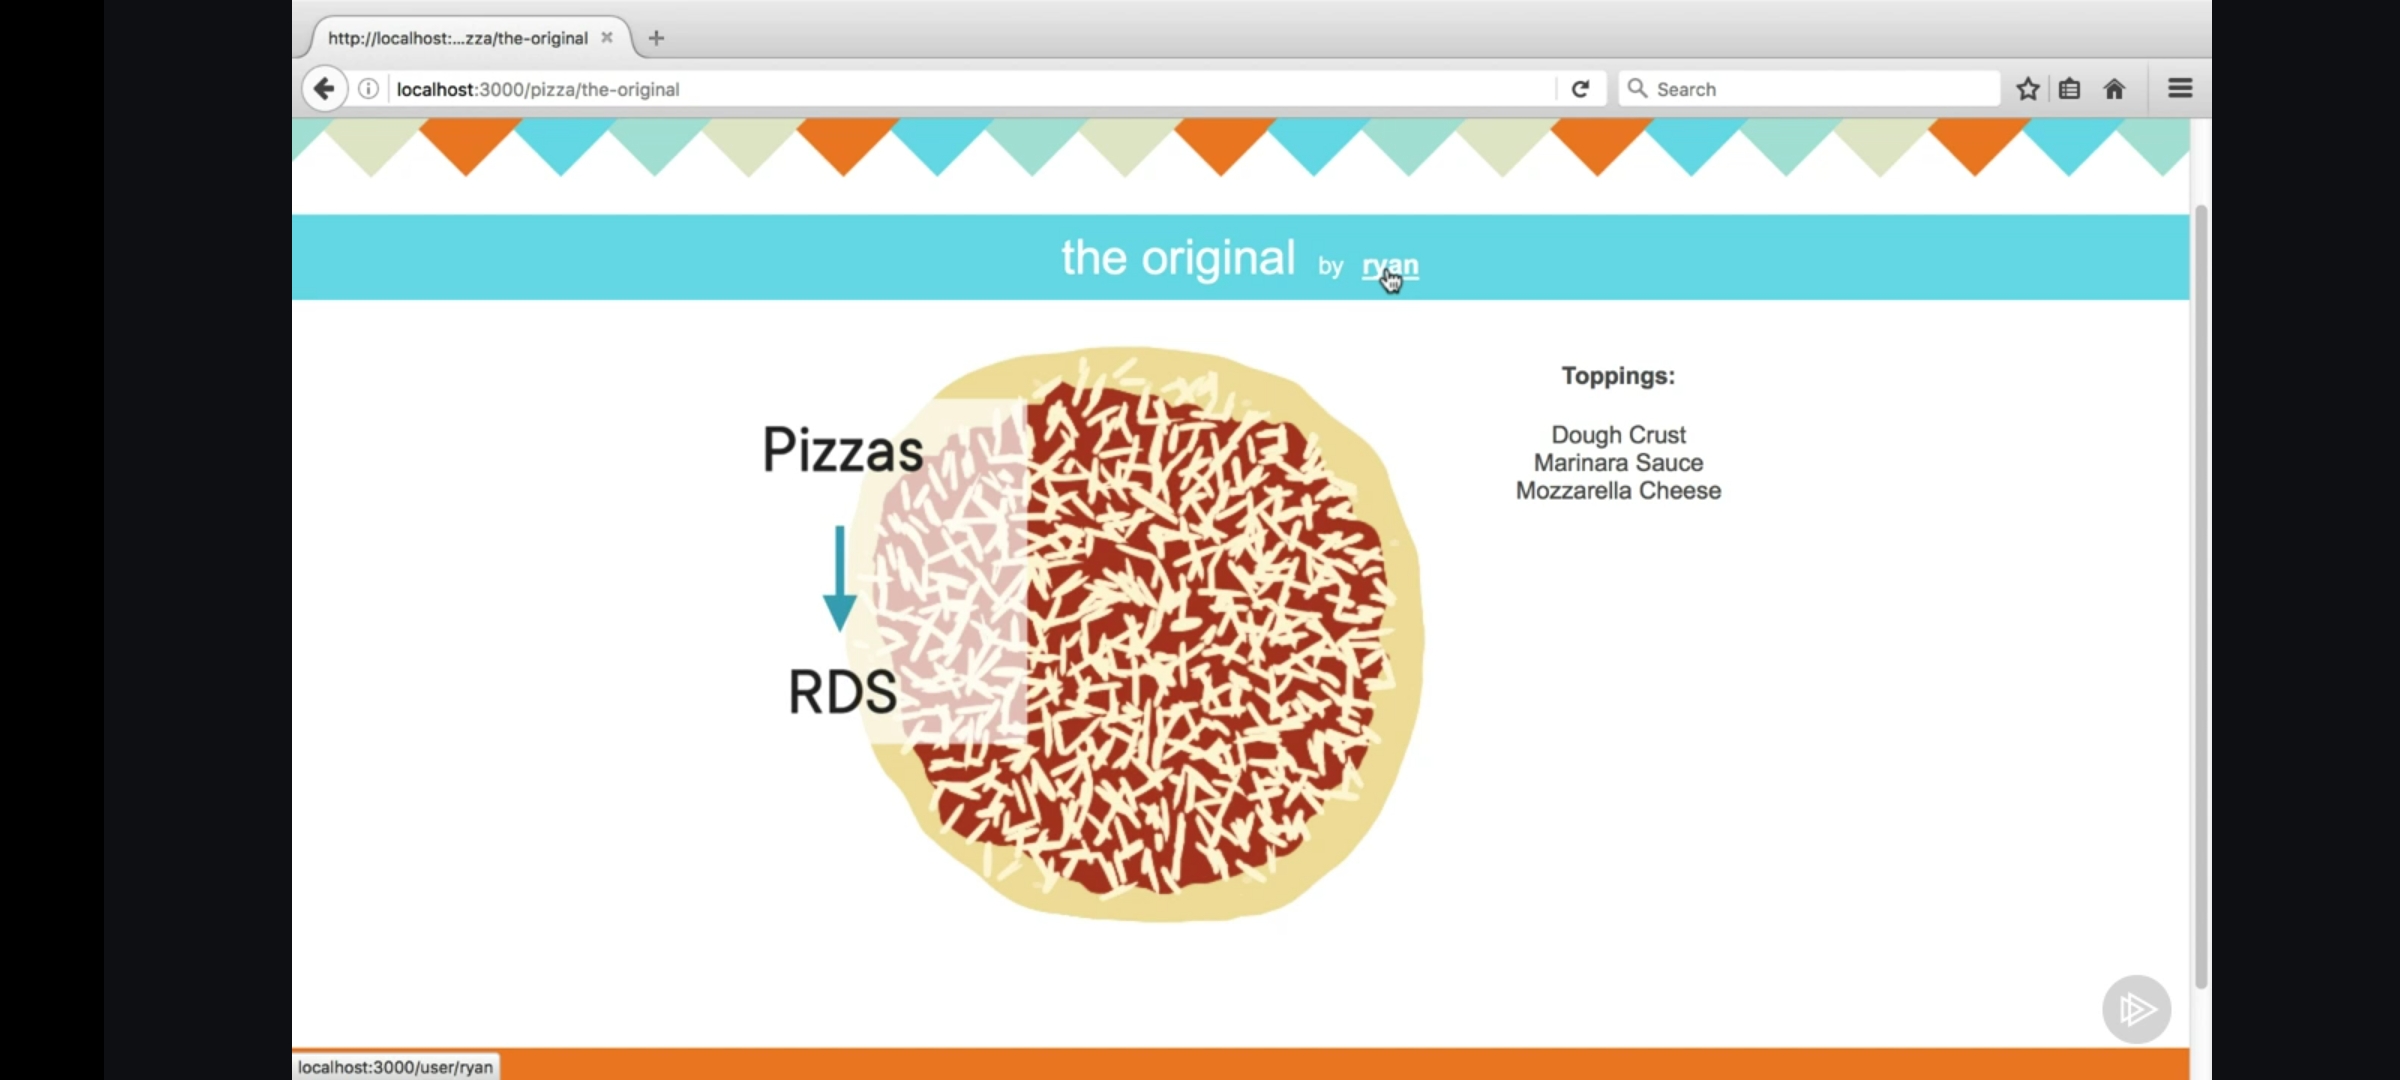 http://localhost:...zza/the-original
localhost:3000/pizza/the-original
Search
the original by ryan
Toppings:
Dough Crust
Marinara Sauce
Mozzarella Cheese
Pizzas
RDS
localhost:3000/user/ryan